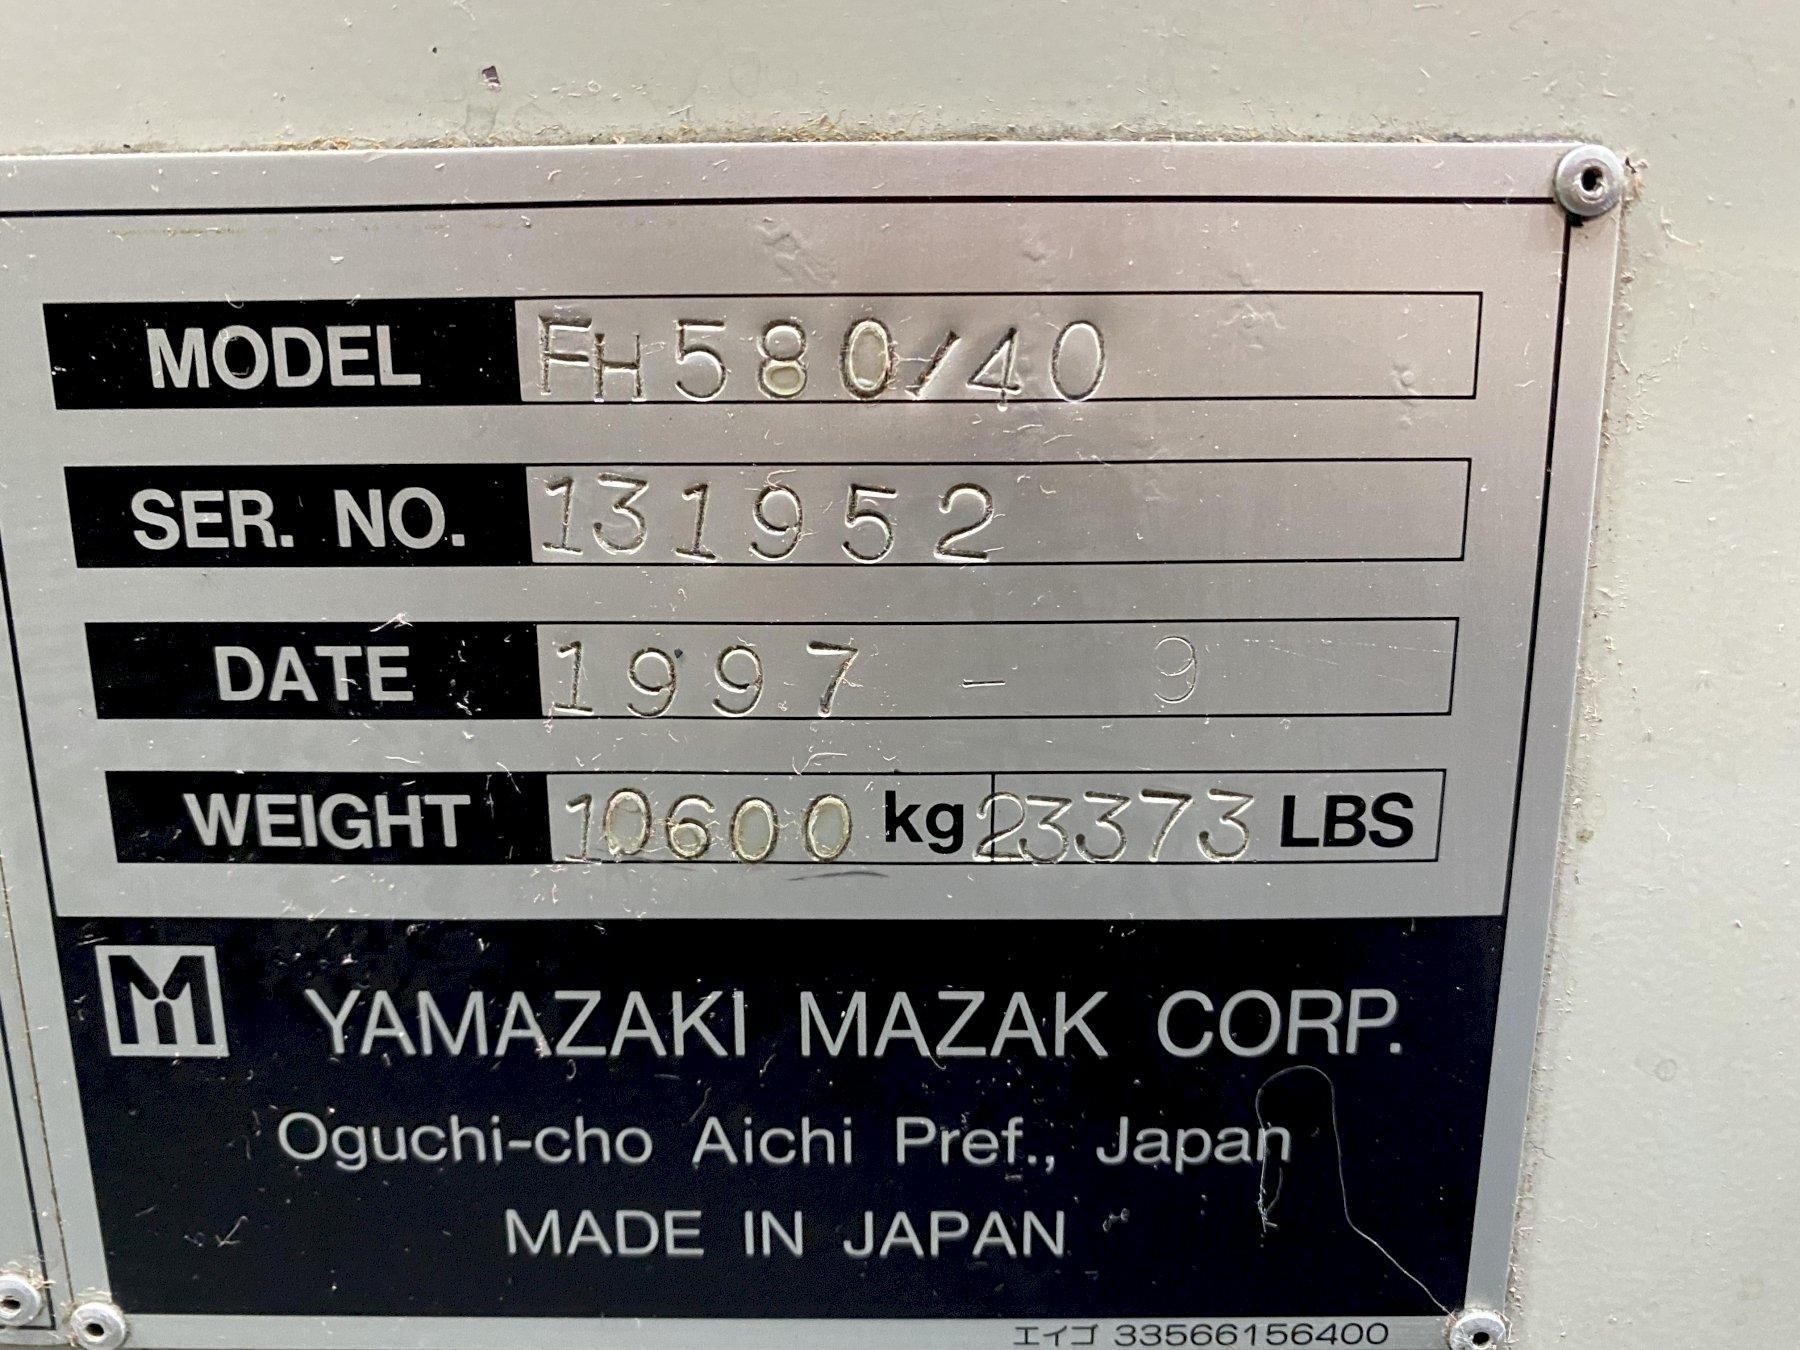 MODEL FH580/40
SER. NO. 131952
DATE 1997 - 9
WEIGHT 10600 kg 23373 LBS
M YAMAZAKI MAZAK CORP.
Oguchi-cho Aichi Pref., Japan
MADE IN JAPAN
エイゴ 33566156400